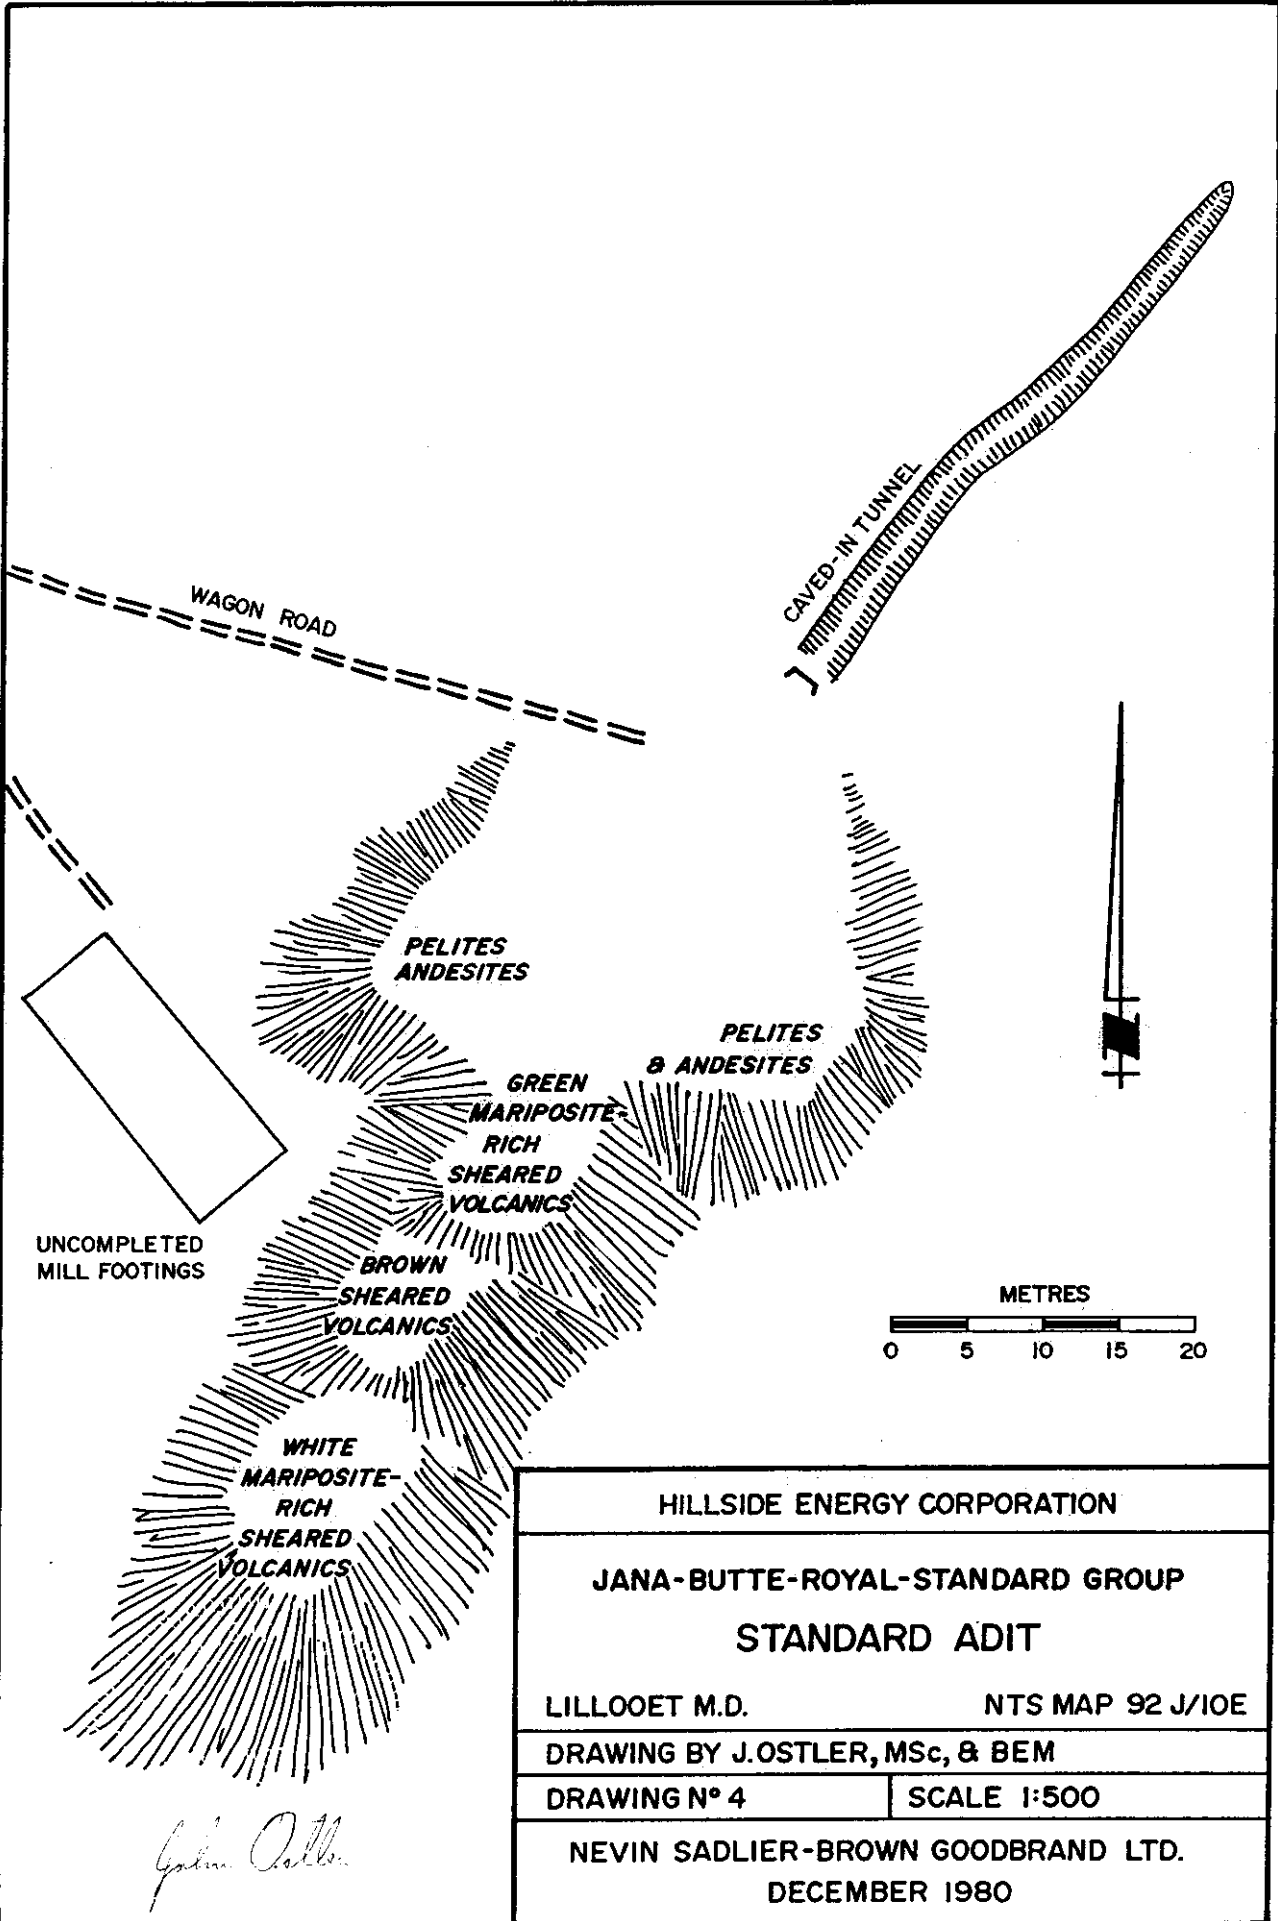 CAVED-IN TUNNEL
WAGON ROAD
PELITES
ANDESITES
PELITES
& ANDESITES
GREEN
MARIPOSITE-
RICH
SHEARED
VOLCANICS
UNCOMPLETED
MILL FOOTINGS
BROWN
SHEARED
VOLCANICS
METRES
0 5 10 15 20
WHITE
MARIPOSITE-
RICH
SHEARED
VOLCANICS
N
HILLSIDE ENERGY CORPORATION
JANA-BUTTE-ROYAL-STANDARD GROUP
STANDARD ADIT
LILLOOET M.D. NTS MAP 92 J/10E
DRAWING BY J.OSTLER, MSc, & BEM
DRAWING Nº 4 SCALE 1:500
NEVIN SADLIER-BROWN GOODBRAND LTD.
DECEMBER 1980